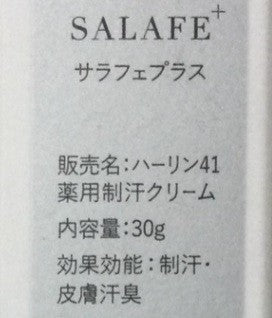 SALAFE+
サラフェプラス
販売名:ハーリン41
薬用制汗クリーム
内容量:30g
効果効能:制汗・
皮膚汗臭